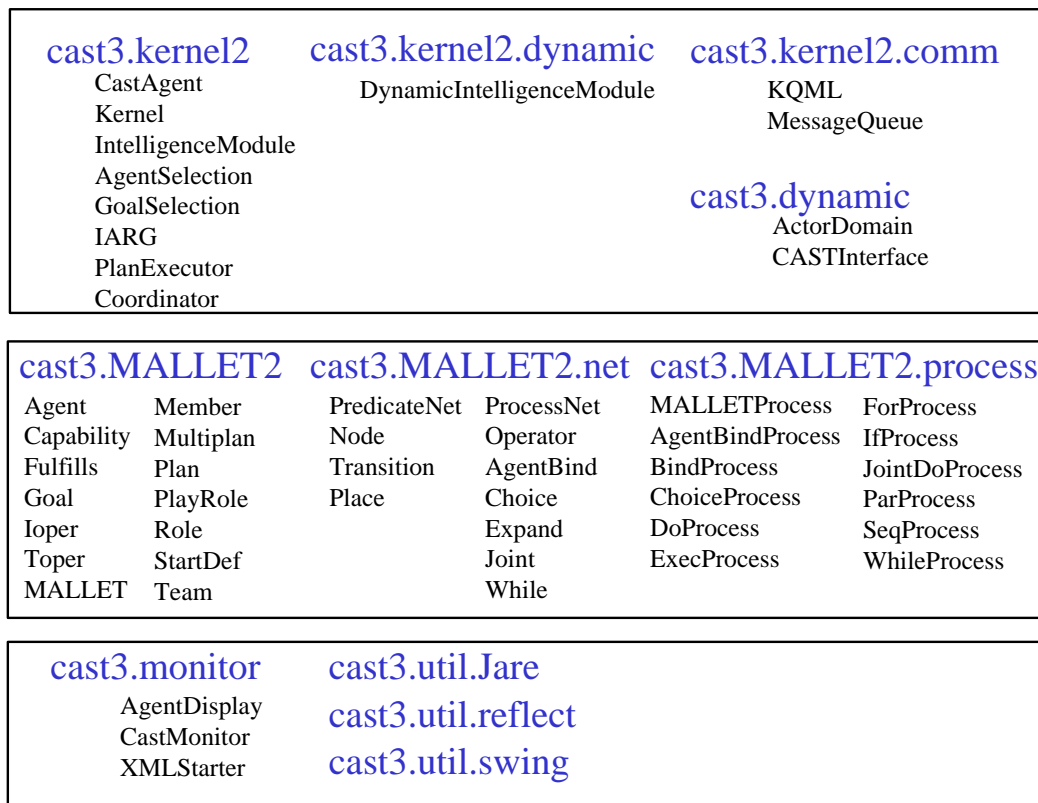 cast3.kernel2
CastAgent
Kernel
IntelligenceModule
AgentSelection
GoalSelection
IARG
PlanExecutor
Coordinator
cast3.kernel2.dynamic
DynamicIntelligenceModule
cast3.kernel2.comm
KQML
MessageQueue
cast3.dynamic
ActorDomain
CASTInterface
cast3.MALLET2
Agent
Capability
Fulfills
Goal
Ioper
Toper
MALLET
Member
Multiplan
Plan
PlayRole
Role
StartDef
Team
cast3.MALLET2.net
PredicateNet
Node
Transition
Place
ProcessNet
Operator
AgentBind
Choice
Expand
Joint
While
cast3.MALLET2.process
MALLETProcess
AgentBindProcess
BindProcess
ChoiceProcess
DoProcess
ExecProcess
ForProcess
IfProcess
JointDoProcess
ParProcess
SeqProcess
WhileProcess
cast3.monitor
AgentDisplay
CastMonitor
XMLStarter
cast3.util.Jare
cast3.util.reflect
cast3.util.swing